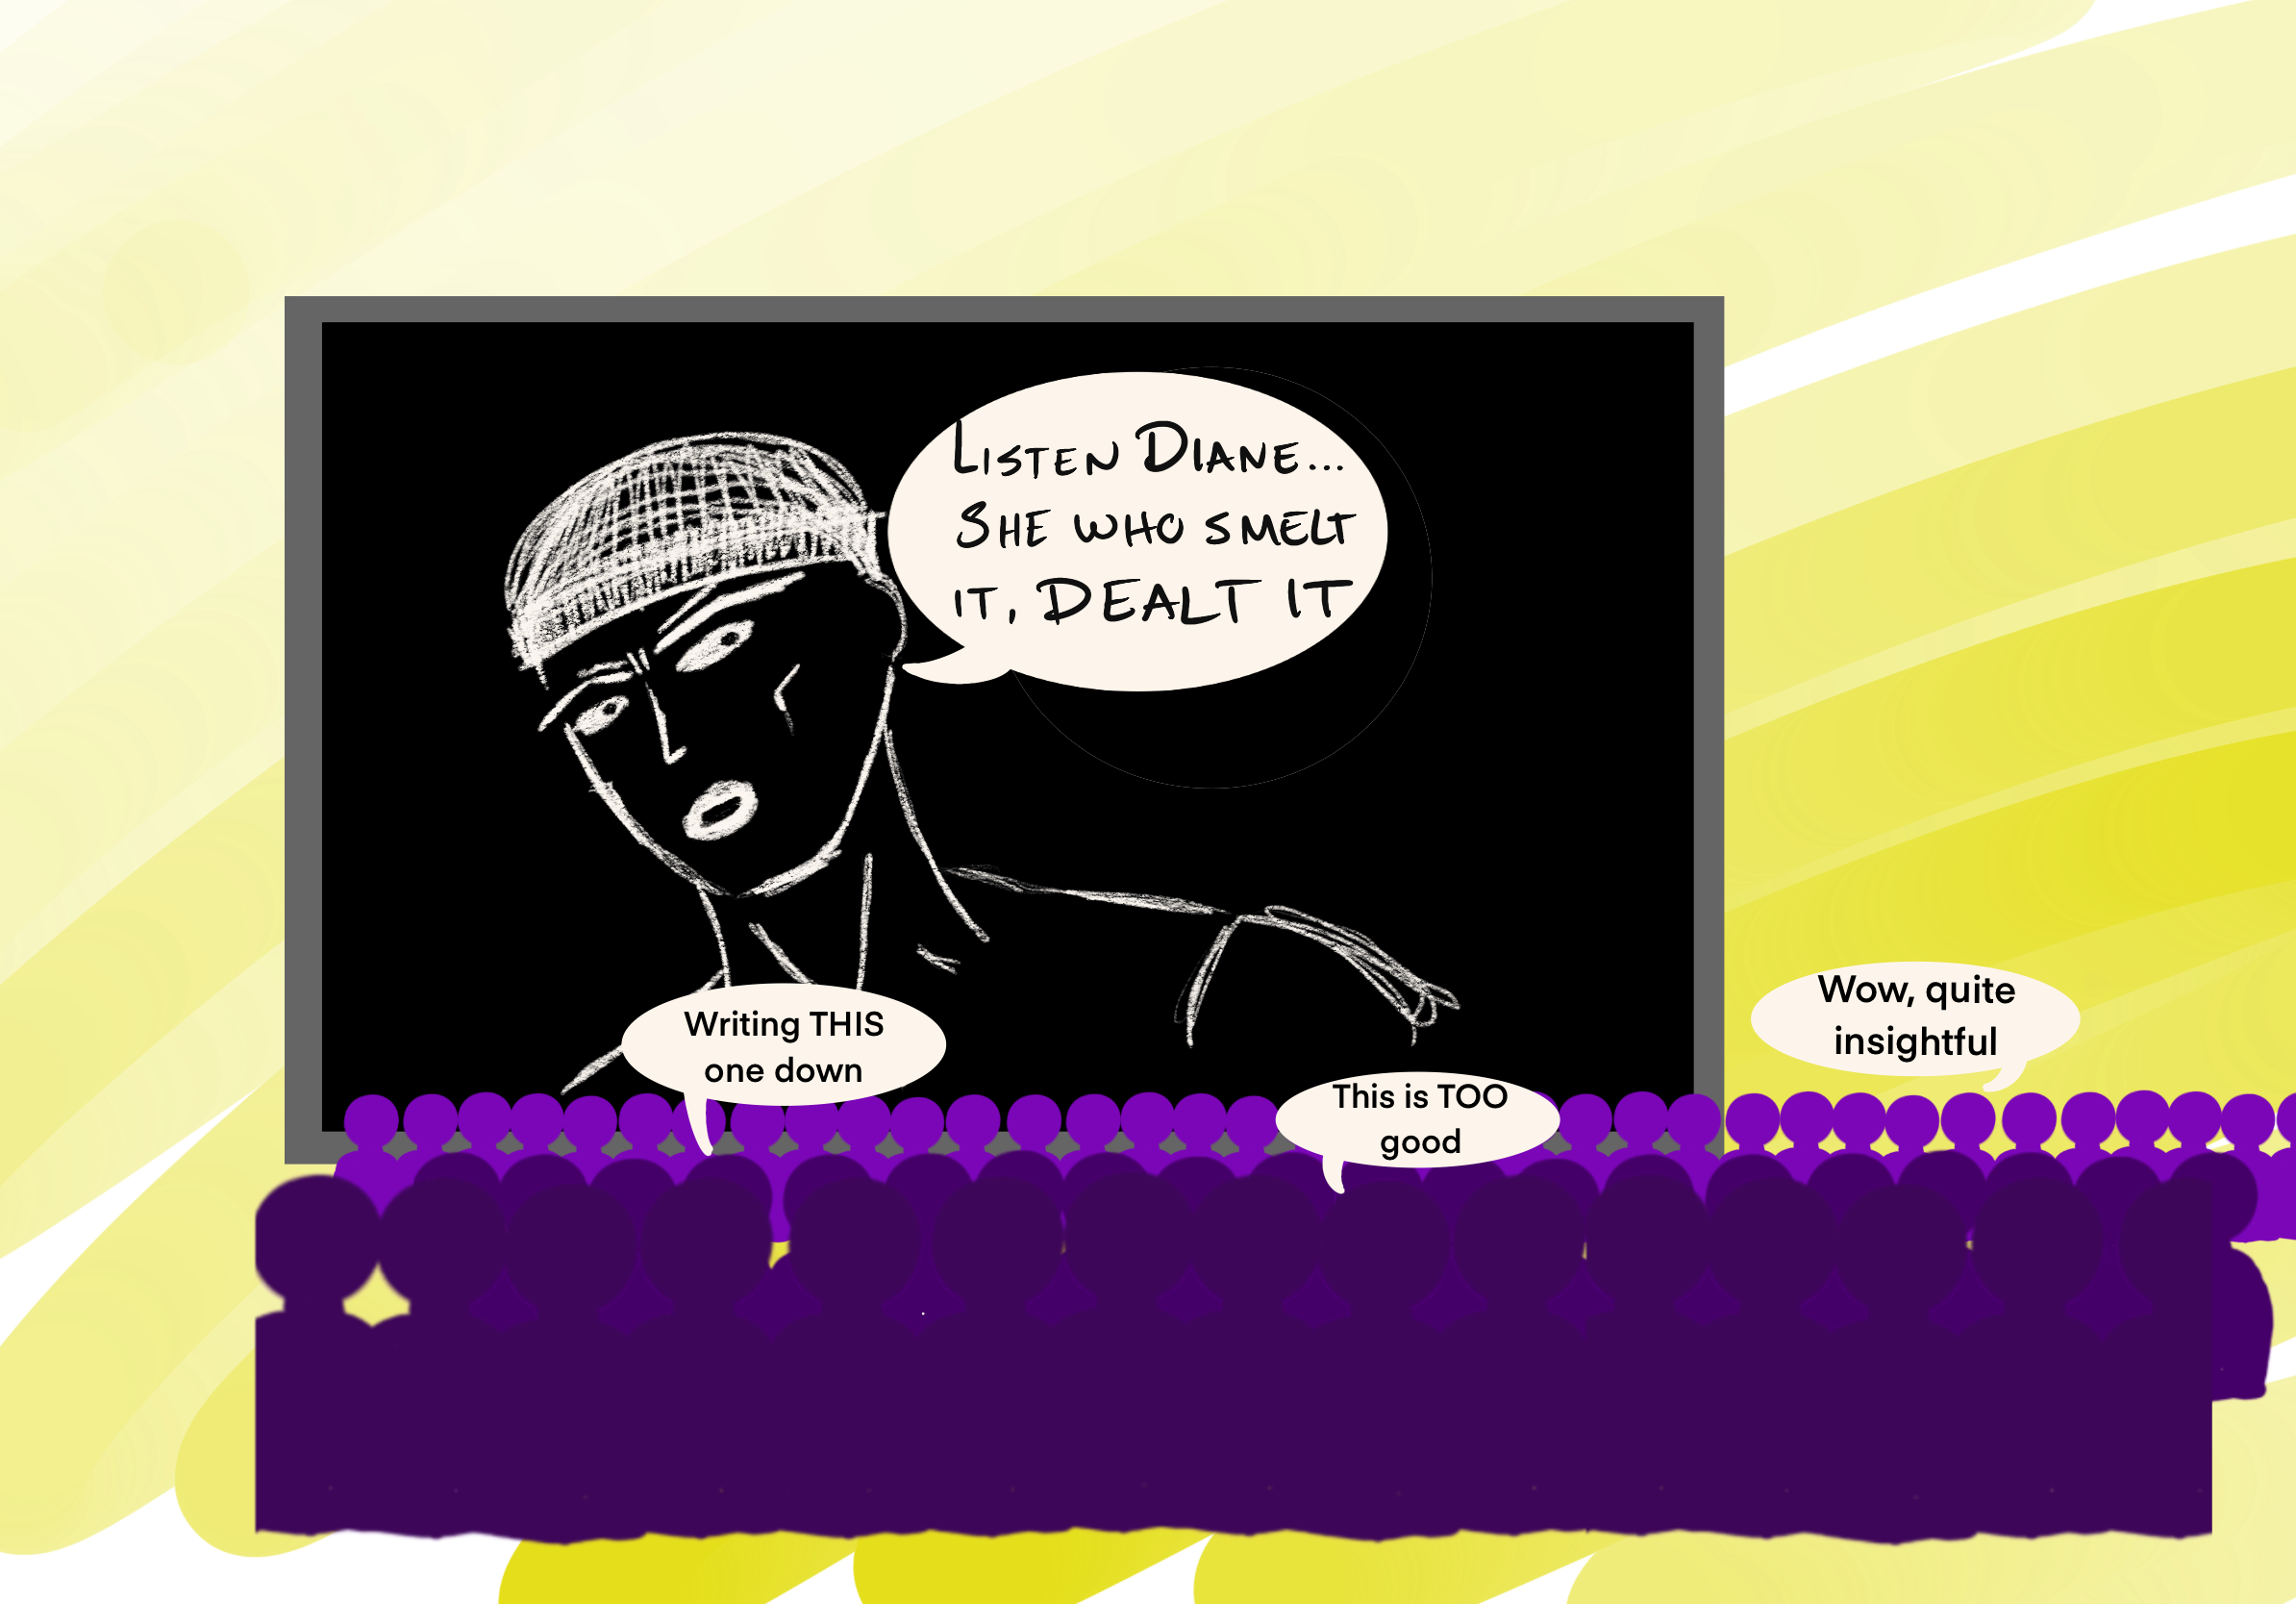 Listen Diane...
She who smelt
it, DEALT IT
Writing THIS
one down
This is TOO
good
Wow, quite
insightful